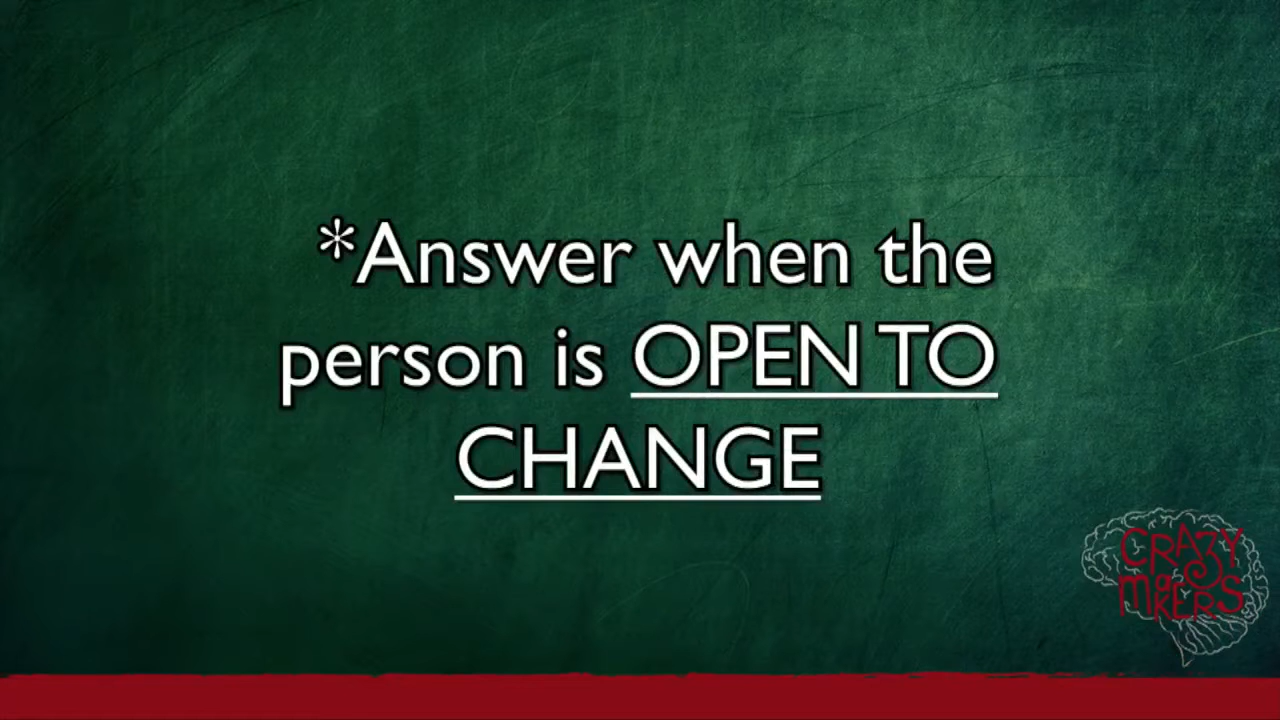 *Answer when the
person is OPEN TO
CHANGE
CRAZY
MaKERS